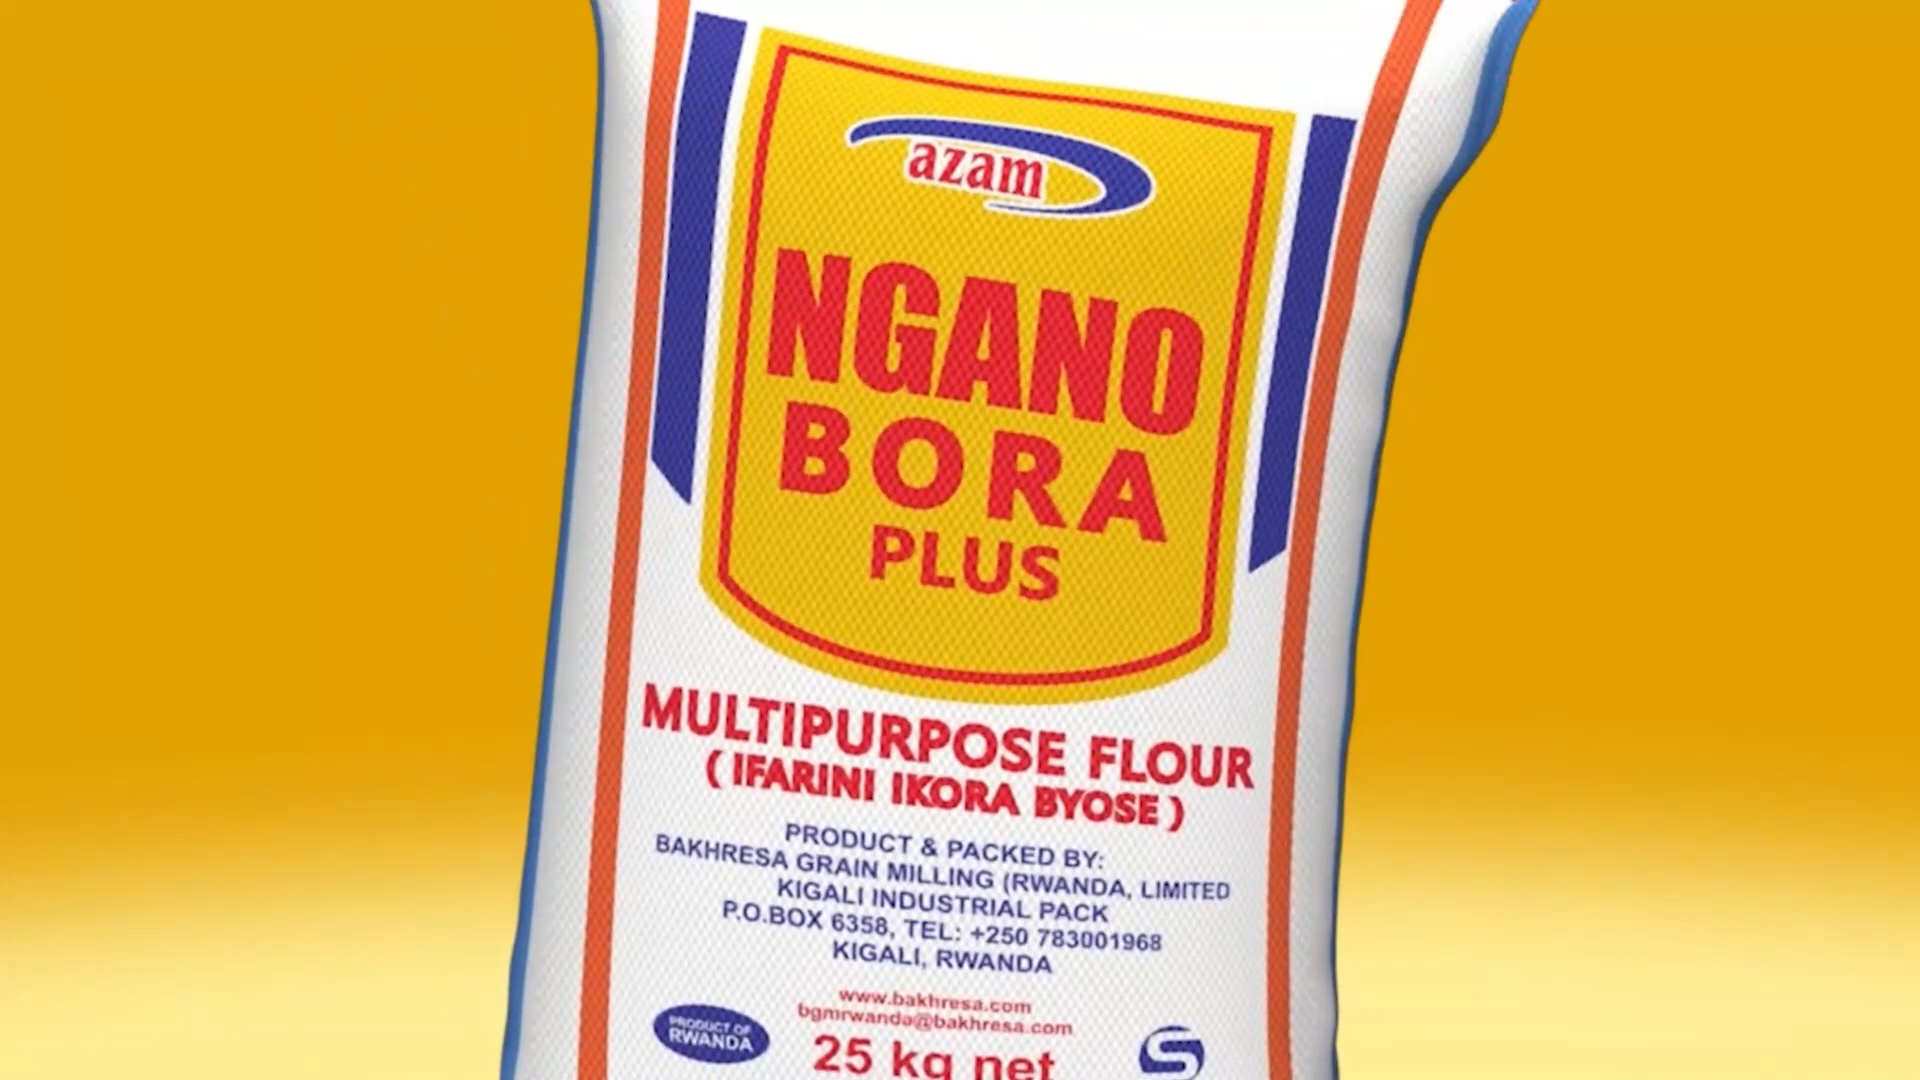 azam
NGANO
BORA
PLUS
MULTIPURPOSE FLOUR
( IFARINI IKORA BYOSE )
PRODUCT & PACKED BY:
BAKHRESA GRAIN MILLING (RWANDA, LIMITED
KIGALI INDUSTRIAL PACK
P.O.BOX 6358, TEL: +250 783001968
KIGALI, RWANDA
www.bakhresa.com
bgmrwanda@bakhresa.com
PRODUCT OF
RWANDA
25 kg net
S